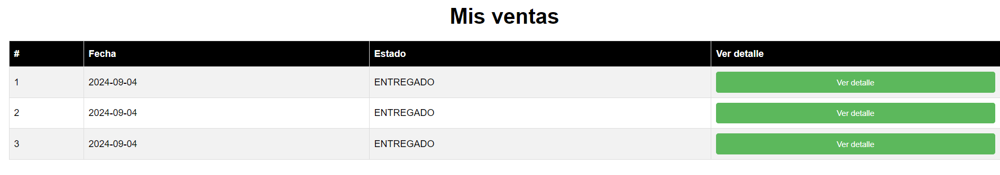 Mis ventas
# Fecha Estado Ver detalle
1 2024-09-04 ENTREGADO Ver detalle
2 2024-09-04 ENTREGADO Ver detalle
3 2024-09-04 ENTREGADO Ver detalle